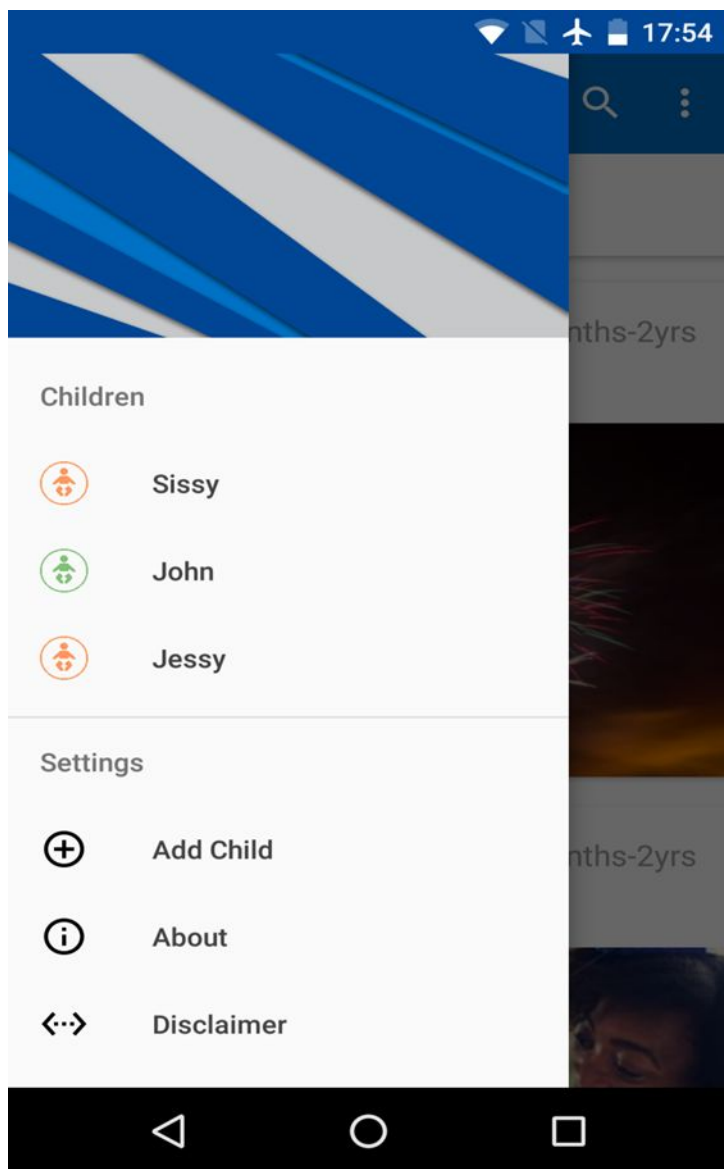 17:54
nths-2yrs
Children
Sissy
John
Jessy
Settings
Add Child
nths-2yrs
About
Disclaimer